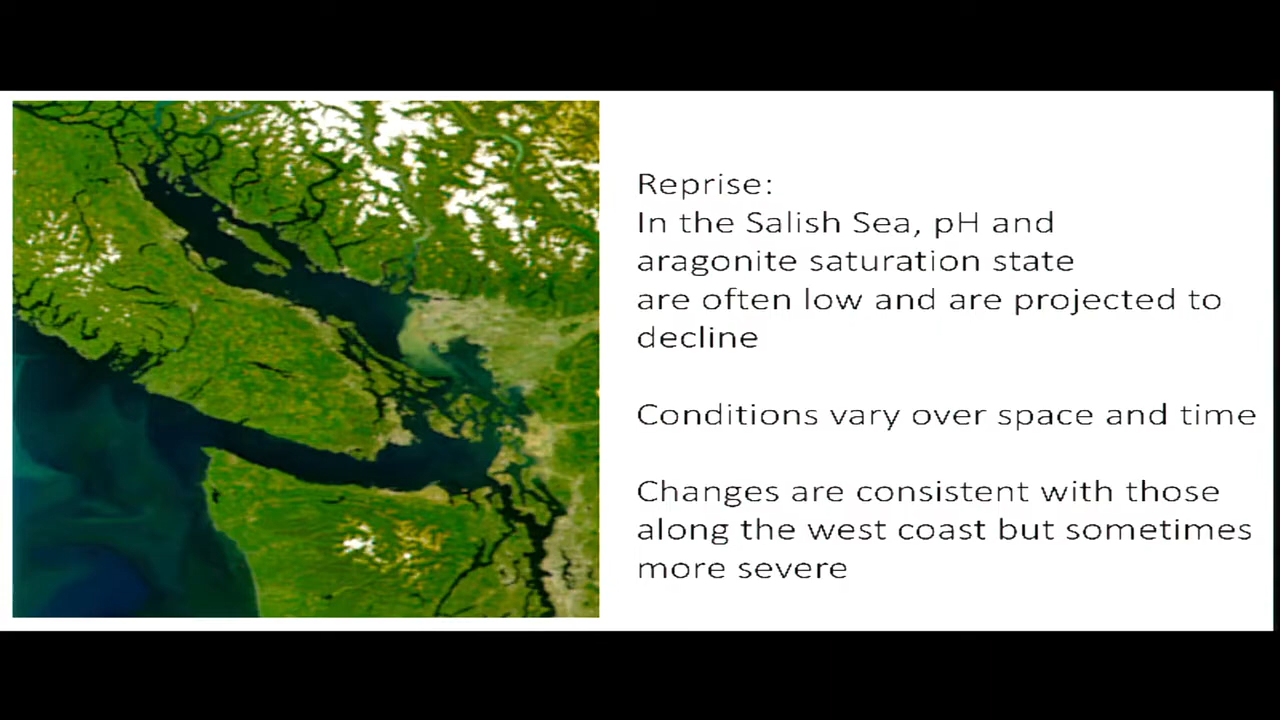 Reprise:
In the Salish Sea, pH and
aragonite saturation state
are often low and are projected to
decline
Conditions vary over space and time
Changes are consistent with those
along the west coast but sometimes
more severe